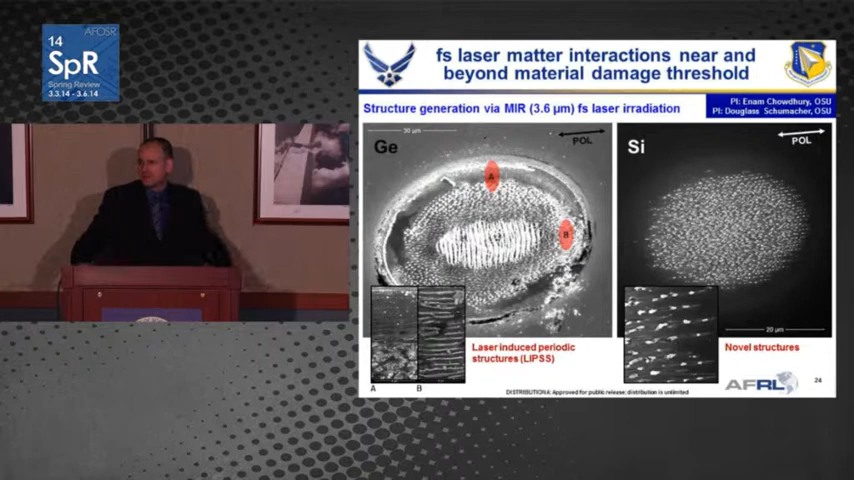 AFOSR
14
SpR
Spring Review
3.3.14 - 3.6.14
fs laser matter interactions near and
beyond material damage threshold
Structure generation via MIR (3.6 µm) fs laser irradiation
PI: Enam Chowdhury, OSU
PI: Douglass Schumacher, OSU
30 µm
POL
Ge
A
B
A
B
Laser induced periodic
structures (LIPSS)
Si
POL
20 µm
Novel structures
DISTRIBUTION A: Approved for public release; distribution is unlimited
AFRL
24